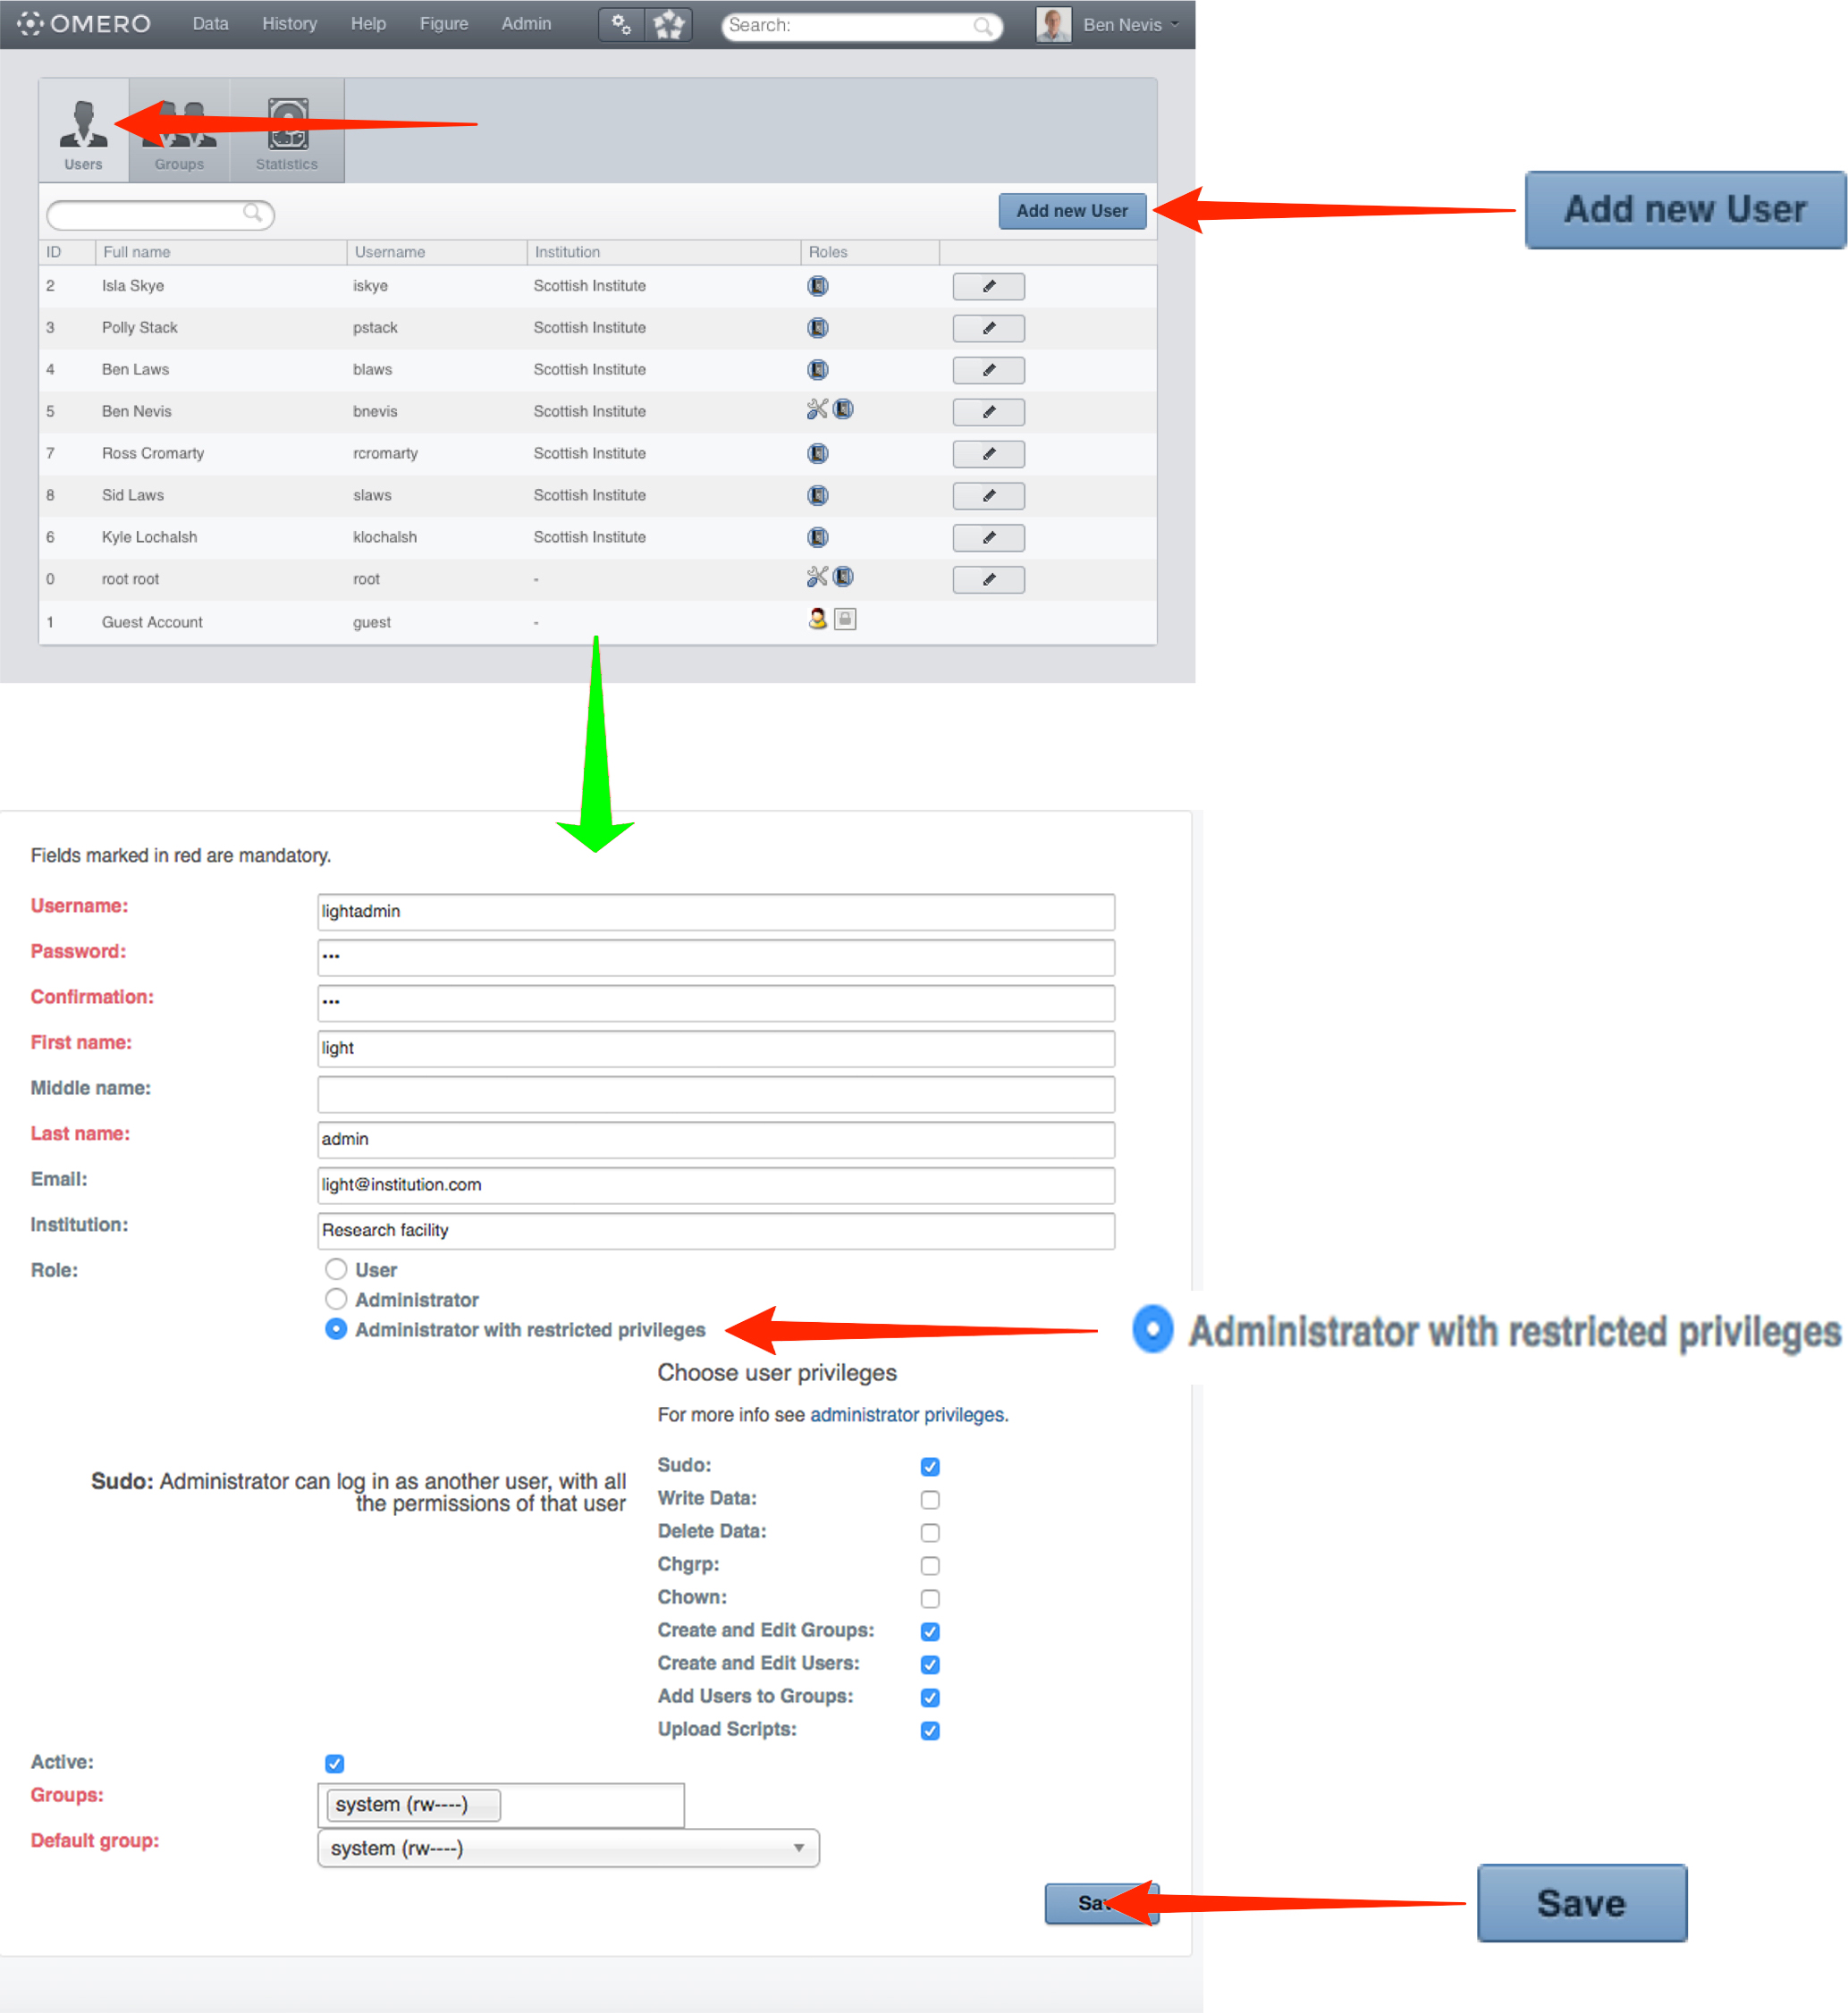 OMERO Data History Help Figure Admin Search: Ben Nevis
Users Groups Statistics
Add new User
Add new User
ID Full name Username Institution Roles
2 Isla Skye iskye Scottish Institute
3 Polly Stack pstack Scottish Institute
4 Ben Laws blaws Scottish Institute
5 Ben Nevis bnevis Scottish Institute
7 Ross Cromarty rcromarty Scottish Institute
8 Sid Laws slaws Scottish Institute
6 Kyle Lochalsh klochalsh Scottish Institute
0 root root root -
1 Guest Account guest -
Fields marked in red are mandatory.
Username: lightadmin
Password: •••
Confirmation: •••
First name: light
Middle name:
Last name: admin
Email: light@institution.com
Institution: Research facility
Role: User
Administrator
Administrator with restricted privileges
Administrator with restricted privileges
Choose user privileges
For more info see administrator privileges.
Sudo: Administrator can log in as another user, with all
the permissions of that user
Sudo:
Write Data:
Delete Data:
Chgrp:
Chown:
Create and Edit Groups:
Create and Edit Users:
Add Users to Groups:
Upload Scripts:
Active:
Groups: system (rw----)
Default group: system (rw----)
Save